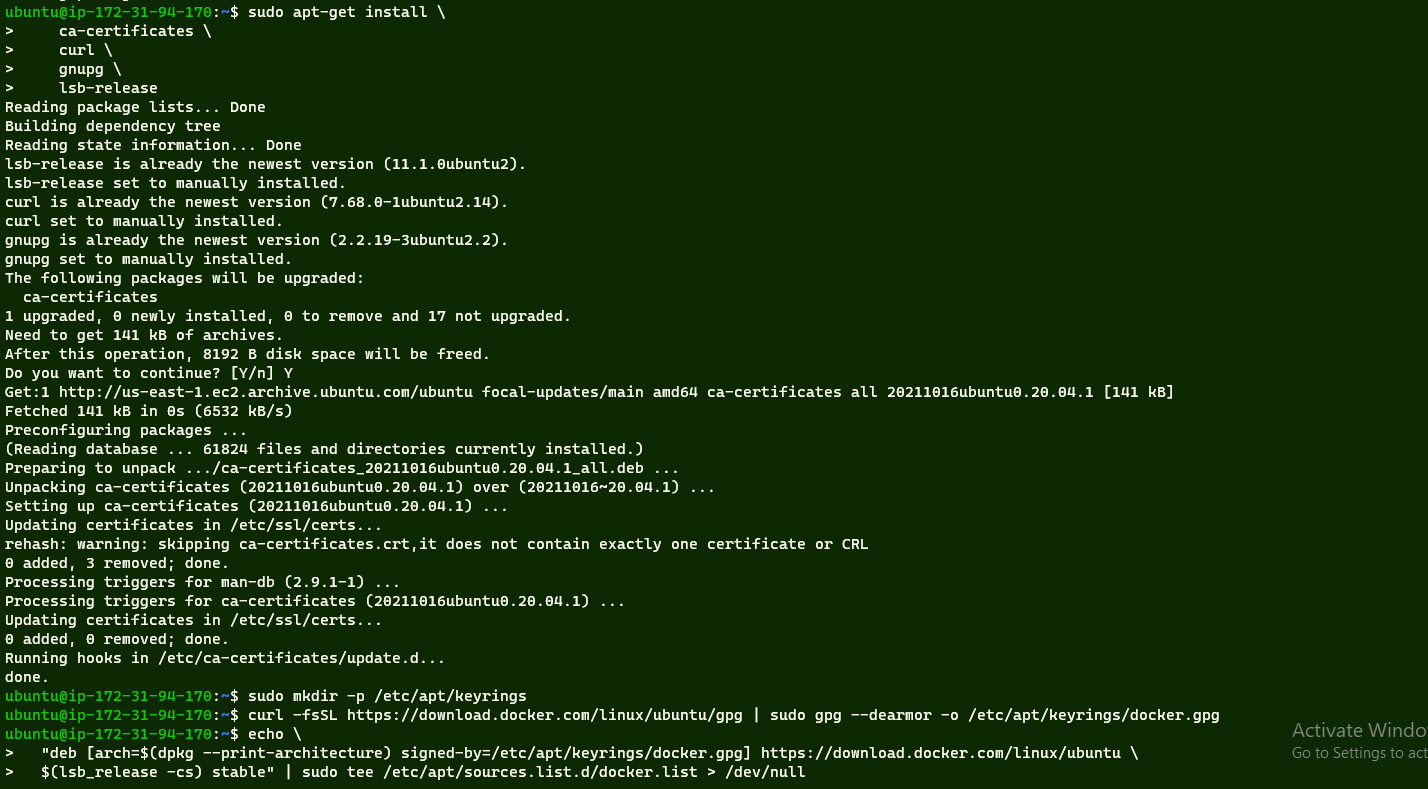 ubuntu@ip-172-31-94-170:~$ sudo apt-get install \
>     ca-certificates \
>     curl \
>     gnupg \
>     lsb-release
Reading package lists... Done
Building dependency tree
Reading state information... Done
lsb-release is already the newest version (11.1.0ubuntu2).
lsb-release set to manually installed.
curl is already the newest version (7.68.0-1ubuntu2.14).
curl set to manually installed.
gnupg is already the newest version (2.2.19-3ubuntu2.2).
gnupg set to manually installed.
The following packages will be upgraded:
  ca-certificates
1 upgraded, 0 newly installed, 0 to remove and 17 not upgraded.
Need to get 141 kB of archives.
After this operation, 8192 B disk space will be freed.
Do you want to continue? [Y/n] Y
Get:1 http://us-east-1.ec2.archive.ubuntu.com/ubuntu focal-updates/main amd64 ca-certificates all 20211016ubuntu0.20.04.1 [141 kB]
Fetched 141 kB in 0s (6532 kB/s)
Preconfiguring packages ...
(Reading database ... 61824 files and directories currently installed.)
Preparing to unpack .../ca-certificates_20211016ubuntu0.20.04.1_all.deb ...
Unpacking ca-certificates (20211016ubuntu0.20.04.1) over (20211016~20.04.1) ...
Setting up ca-certificates (20211016ubuntu0.20.04.1) ...
Updating certificates in /etc/ssl/certs...
rehash: warning: skipping ca-certificates.crt,it does not contain exactly one certificate or CRL
0 added, 3 removed; done.
Processing triggers for man-db (2.9.1-1) ...
Processing triggers for ca-certificates (20211016ubuntu0.20.04.1) ...
Updating certificates in /etc/ssl/certs...
0 added, 0 removed; done.
Running hooks in /etc/ca-certificates/update.d...
done.
ubuntu@ip-172-31-94-170:~$ sudo mkdir -p /etc/apt/keyrings
ubuntu@ip-172-31-94-170:~$ curl -fsSL https://download.docker.com/linux/ubuntu/gpg | sudo gpg --dearmor -o /etc/apt/keyrings/docker.gpg
ubuntu@ip-172-31-94-170:~$ echo \
>   "deb [arch=$(dpkg --print-architecture) signed-by=/etc/apt/keyrings/docker.gpg] https://download.docker.com/linux/ubuntu \
>   $(lsb_release -cs) stable" | sudo tee /etc/apt/sources.list.d/docker.list > /dev/null
Activate Windo
Go to Settings to act